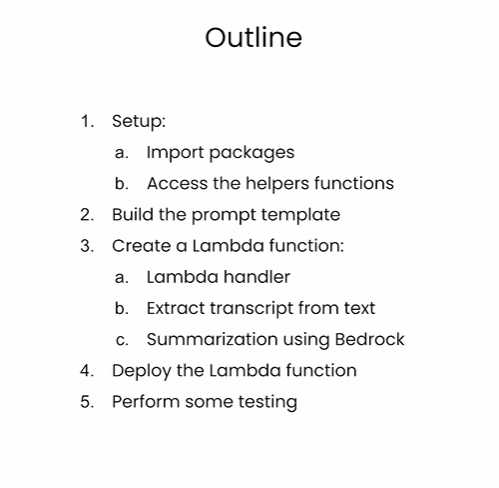 Outline
1. Setup:
a. Import packages
b. Access the helpers functions
2. Build the prompt template
3. Create a Lambda function:
a. Lambda handler
b. Extract transcript from text
c. Summarization using Bedrock
4. Deploy the Lambda function
5. Perform some testing